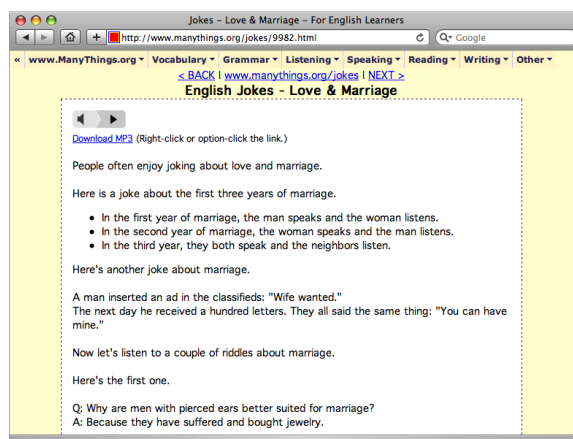 Jokes - Love & Marriage - For English Learners
http://www.manythings.org/jokes/9982.html
Google
« www.ManyThings.org ▾ Vocabulary ▾ Grammar ▾ Listening ▾ Speaking ▾ Reading ▾ Writing ▾ Other ▾
< BACK | www.manythings.org/jokes | NEXT >
English Jokes - Love & Marriage
Download MP3 (Right-click or option-click the link.)
People often enjoy joking about love and marriage.
Here is a joke about the first three years of marriage.
• In the first year of marriage, the man speaks and the woman listens.
• In the second year of marriage, the woman speaks and the man listens.
• In the third year, they both speak and the neighbors listen.
Here's another joke about marriage.
A man inserted an ad in the classifieds: "Wife wanted."
The next day he received a hundred letters. They all said the same thing: "You can have
mine."
Now let's listen to a couple of riddles about marriage.
Here's the first one.
Q: Why are men with pierced ears better suited for marriage?
A: Because they have suffered and bought jewelry.